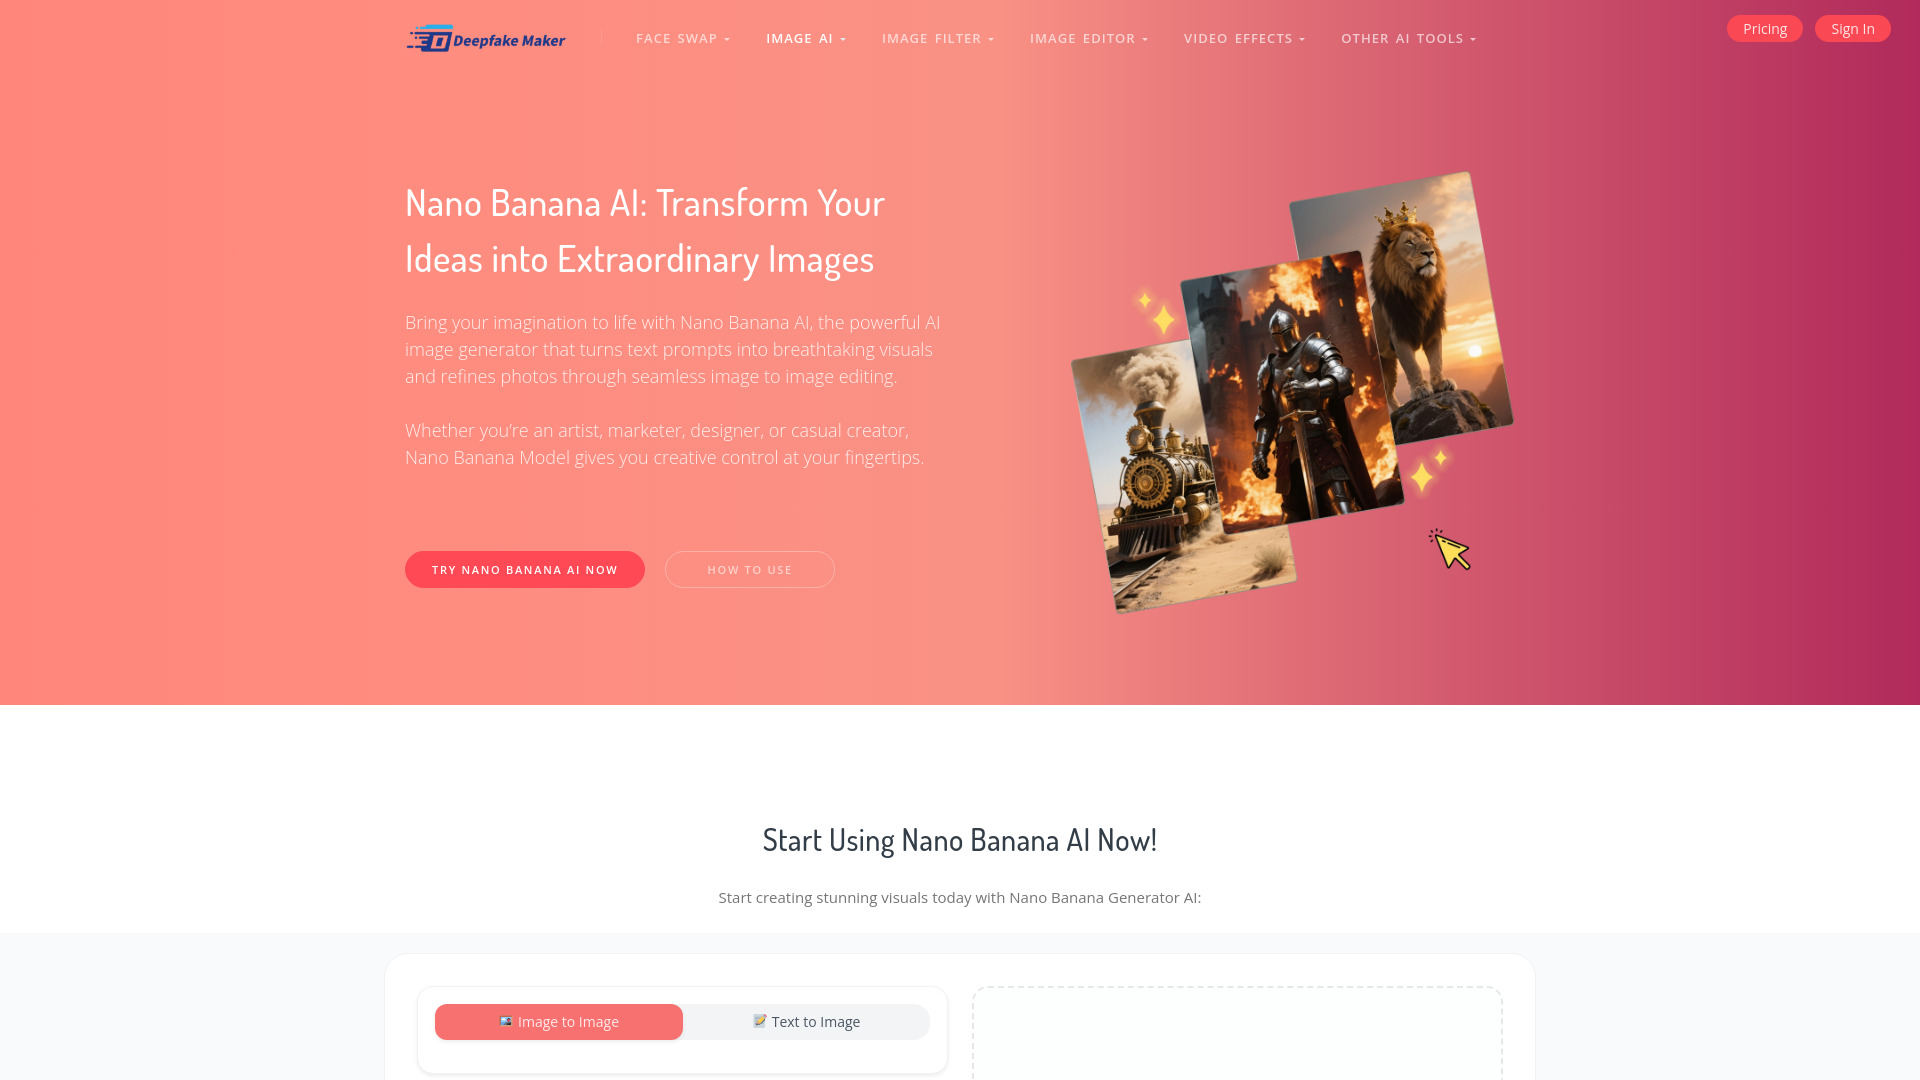 Deepfake Maker
FACE SWAP
IMAGE AI
IMAGE FILTER
IMAGE EDITOR
VIDEO EFFECTS
OTHER AI TOOLS
Pricing
Sign In
Nano Banana AI: Transform Your
Ideas into Extraordinary Images
Bring your imagination to life with Nano Banana AI, the powerful AI
image generator that turns text prompts into breathtaking visuals
and refines photos through seamless image to image editing.
Whether you're an artist, marketer, designer, or casual creator,
Nano Banana Model gives you creative control at your fingertips.
TRY NANO BANANA AI NOW
HOW TO USE
Start Using Nano Banana AI Now!
Start creating stunning visuals today with Nano Banana Generator AI:
Image to Image
Text to Image